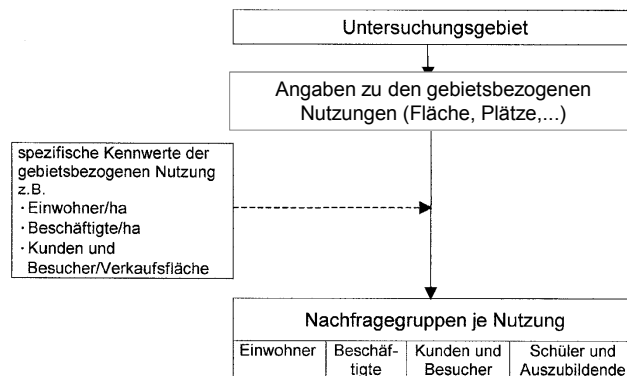 Untersuchungsgebiet
Angaben zu den gebietsbezogenen
Nutzungen (Fläche, Plätze,...)
spezifische Kennwerte der
gebietsbezogenen Nutzung
z.B.
· Einwohner/ha
· Beschäftigte/ha
· Kunden und
Besucher/Verkaufsfläche
Nachfragegruppen je Nutzung
Einwohner
Beschäf-
tigte
Kunden und
Besucher
Schüler und
Auszubildende